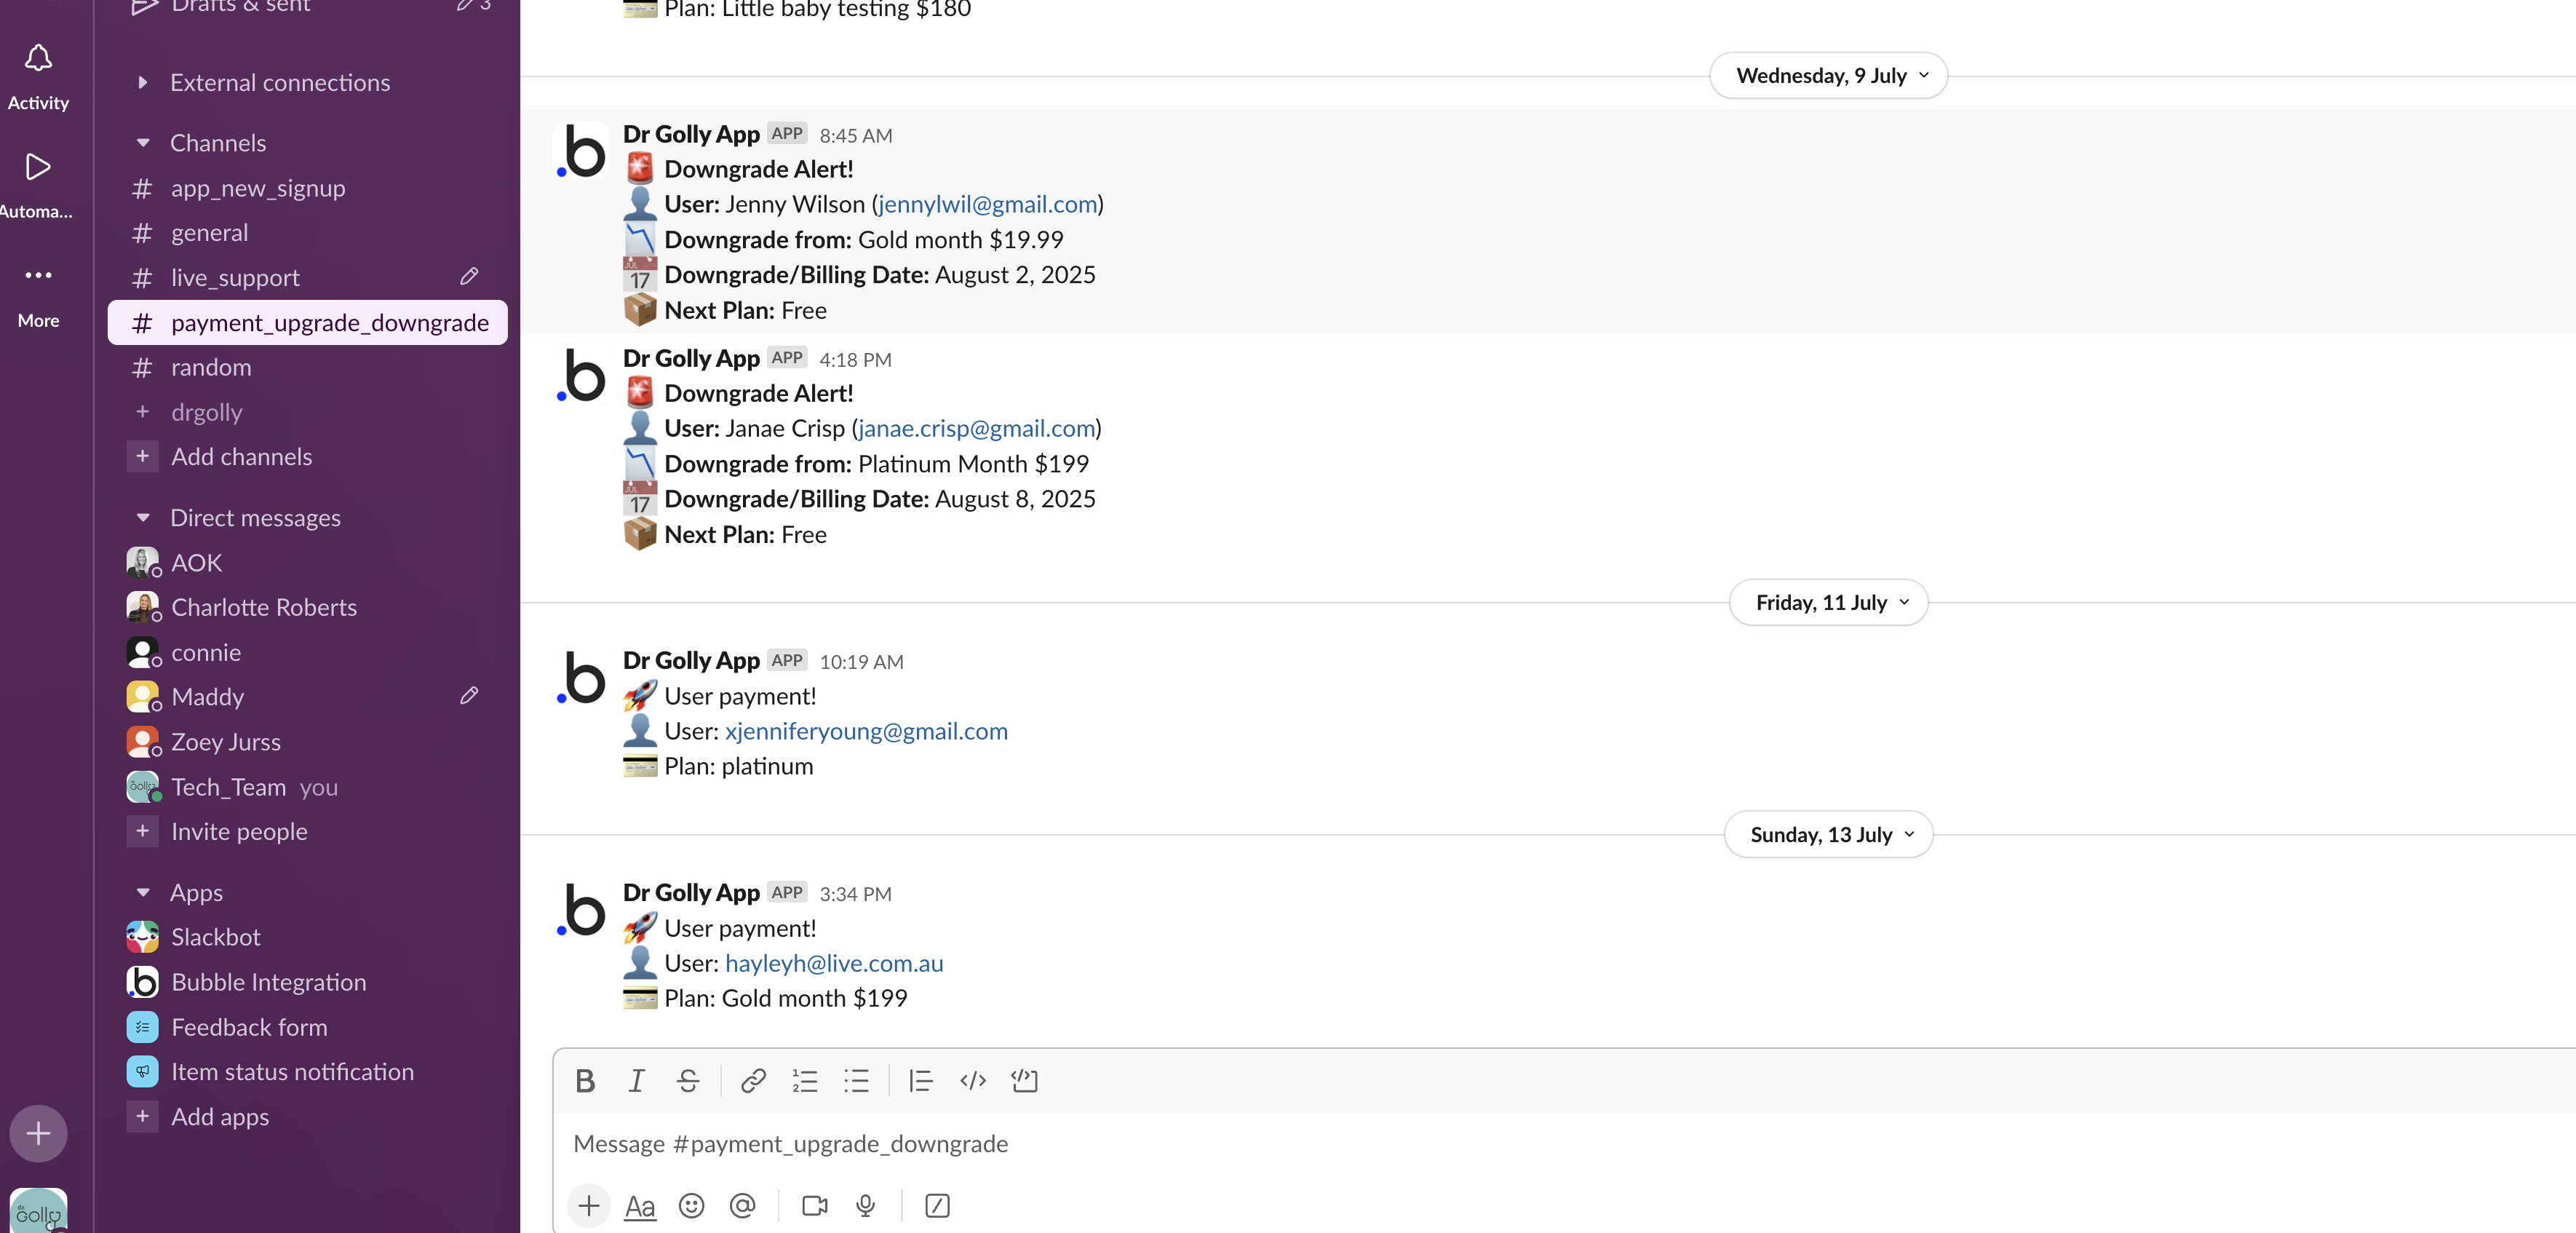 Drafts & sent 3
Activity
Automa...
More
External connections
Channels
# app_new_signup
# general
# live_support
# payment_upgrade_downgrade
# random
+ drgolly
+ Add channels
Direct messages
AOK
Charlotte Roberts
connie
Maddy
Zoey Jurss
Tech_Team you
+ Invite people
Apps
Slackbot
Bubble Integration
Feedback form
Item status notification
+ Add apps
dr. Golly
Plan: Little baby testing $180
Wednesday, 9 July
Dr Golly App APP 8:45 AM
Downgrade Alert!
User: Jenny Wilson (jennylwil@gmail.com)
Downgrade from: Gold month $19.99
Downgrade/Billing Date: August 2, 2025
Next Plan: Free
Dr Golly App APP 4:18 PM
Downgrade Alert!
User: Janae Crisp (janae.crisp@gmail.com)
Downgrade from: Platinum Month $199
Downgrade/Billing Date: August 8, 2025
Next Plan: Free
Friday, 11 July
Dr Golly App APP 10:19 AM
User payment!
User: xjenniferyoung@gmail.com
Plan: platinum
Sunday, 13 July
Dr Golly App APP 3:34 PM
User payment!
User: hayleyh@live.com.au
Plan: Gold month $199
Message #payment_upgrade_downgrade
Aa